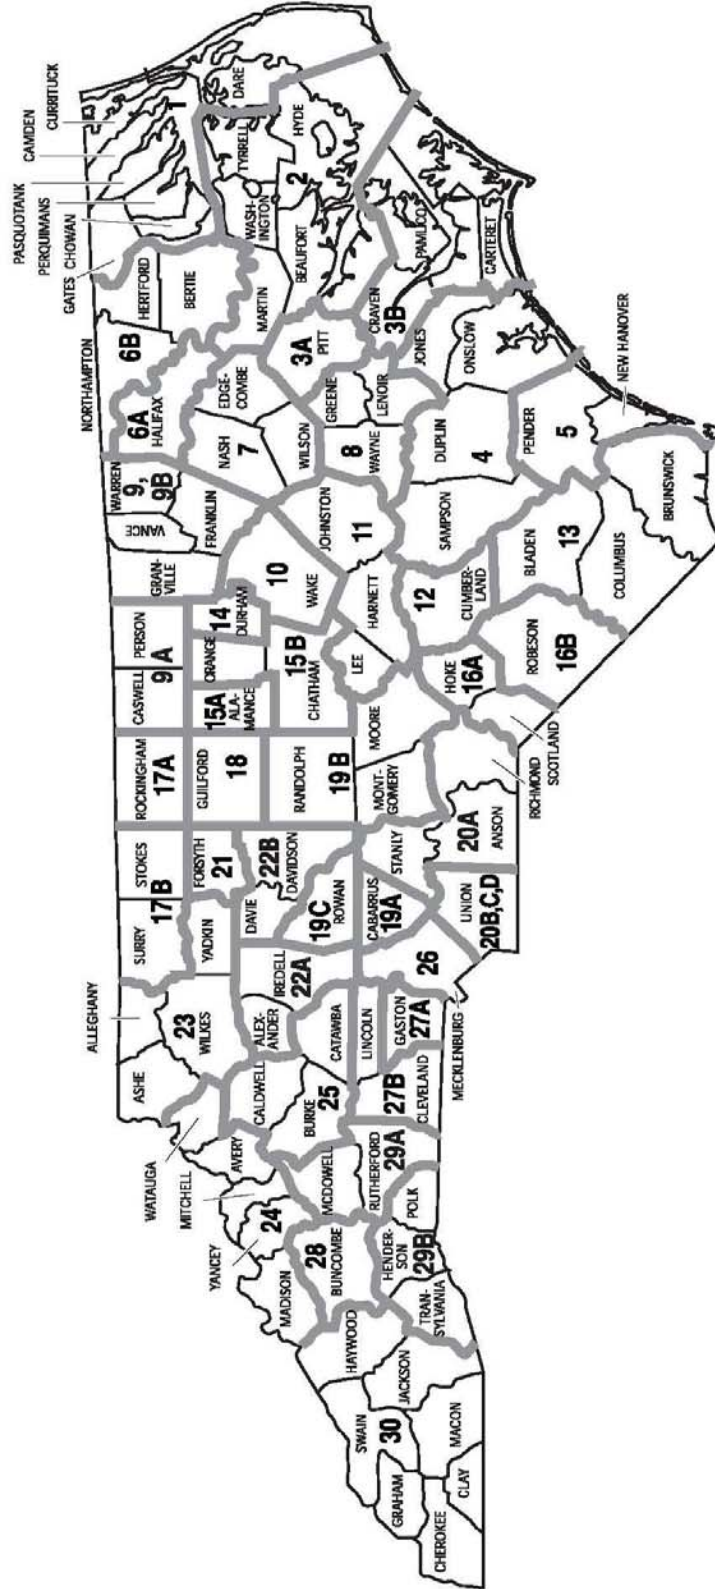 ALLEGHANY
ASHE
WATAUGA
MITCHELL
AVERY
YANCEY
24
MADISON
SURRY
17B
STOKES
ROCKINGHAM
17A
CASWELL
9A
PERSON
GRAN-
VILLE
VANCE
WARREN
9,
9B
NORTHAMPTON
6A
HALIFAX
6B
HERTFORD
BERTIE
GATES
CHOWAN
PERQUIMANS
PASQUOTANK
CAMDEN
CURRITUCK
1
DARE
23
WILKES
YADKIN
FORSYTH
21
GUILFORD
18
15A
ALA-
MANCE
ORANGE
14
DURHAM
FRANKLIN
NASH
7
EDGE-
COMBE
MARTIN
WASH-
INGTON
TYRRELL
HYDE
2
BEAUFORT
CALDWELL
ALEX-
ANDER
IREDELL
22A
DAVIE
22B
DAVIDSON
RANDOLPH
19B
CHATHAM
15B
10
WAKE
JOHNSTON
11
WILSON
8
WAYNE
GREENE
3A
PITT
LENOIR
CRAVEN
3B
PAMLICO
JONES
CARTERET
ONSLOW
BURKE
25
CATAWBA
19C
ROWAN
MCDOWELL
28
BUNCOMBE
HAYWOOD
SWAIN
30
GRAHAM
CHEROKEE
CLAY
MACON
JACKSON
TRAN-
SYLVANIA
HENDER-
SON
29B
POLK
RUTHERFORD
29A
27B
CLEVELAND
LINCOLN
GASTON
27A
MECKLENBURG
26
CABARRUS
19A
STANLY
MONT-
GOMERY
MOORE
LEE
HARNETT
UNION
20B,C,D
20A
ANSON
RICHMOND
SCOTLAND
HOKE
16A
12
CUMBER-
LAND
SAMPSON
DUPLIN
4
ROBESON
16B
BLADEN
13
COLUMBUS
BRUNSWICK
PENDER
5
NEW HANOVER